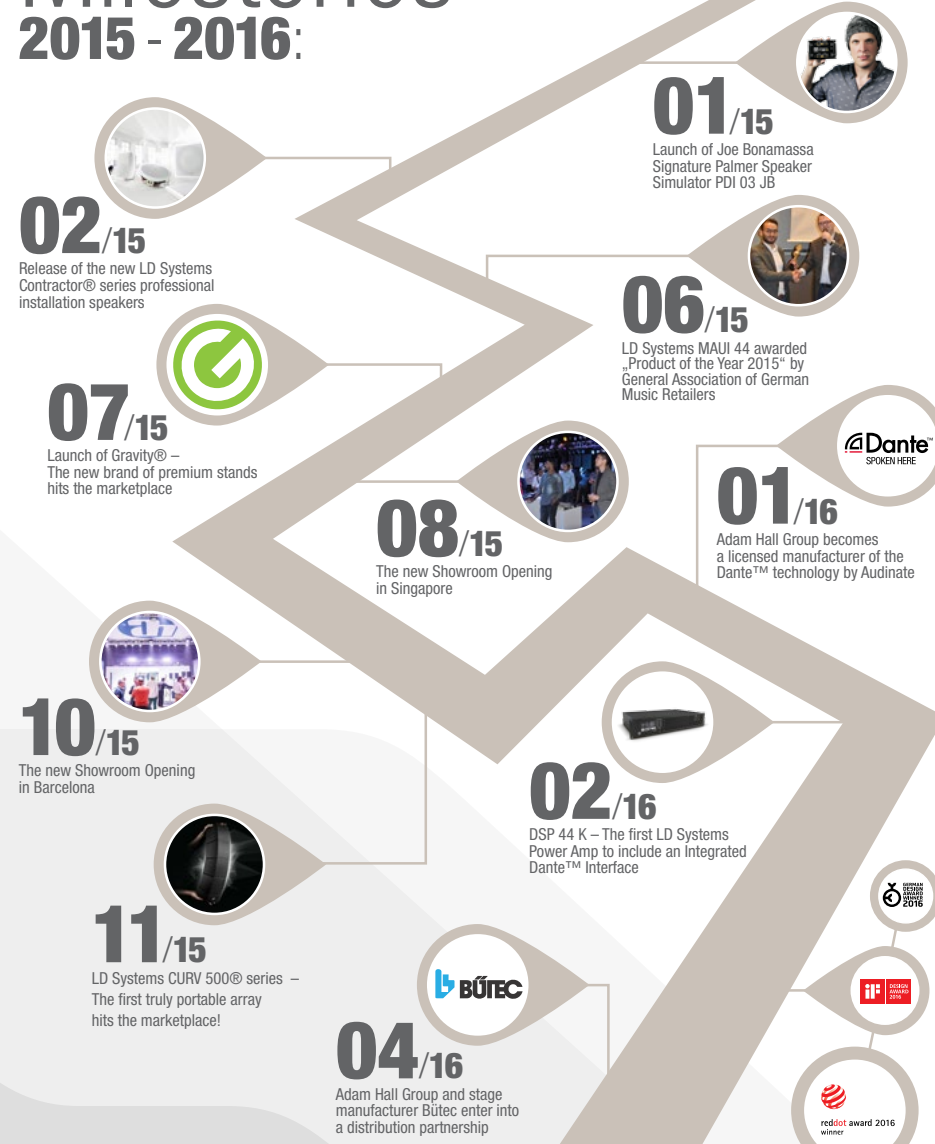 Milestones
2015 - 2016:
01/15
Launch of Joe Bonamassa
Signature Palmer Speaker
Simulator PDI 03 JB
02/15
Release of the new LD Systems
Contractor® series professional
installation speakers
06/15
LD Systems MAUI 44 awarded
„Product of the Year 2015“ by
General Association of German
Music Retailers
07/15
Launch of Gravity® –
The new brand of premium stands
hits the marketplace
08/15
The new Showroom Opening
in Singapore
Dante™
SPOKEN HERE
01/16
Adam Hall Group becomes
a licensed manufacturer of the
Dante™ technology by Audinate
10/15
The new Showroom Opening
in Barcelona
02/16
DSP 44 K – The first LD Systems
Power Amp to include an Integrated
Dante™ Interface
11/15
LD Systems CURV 500® series –
The first truly portable array
hits the marketplace!
GERMAN
DESIGN
AWARD
WINNER
2016
iF
DESIGN
AWARD
2016
BŰTEC
04/16
Adam Hall Group and stage
manufacturer Bütec enter into
a distribution partnership
reddot award 2016
winner